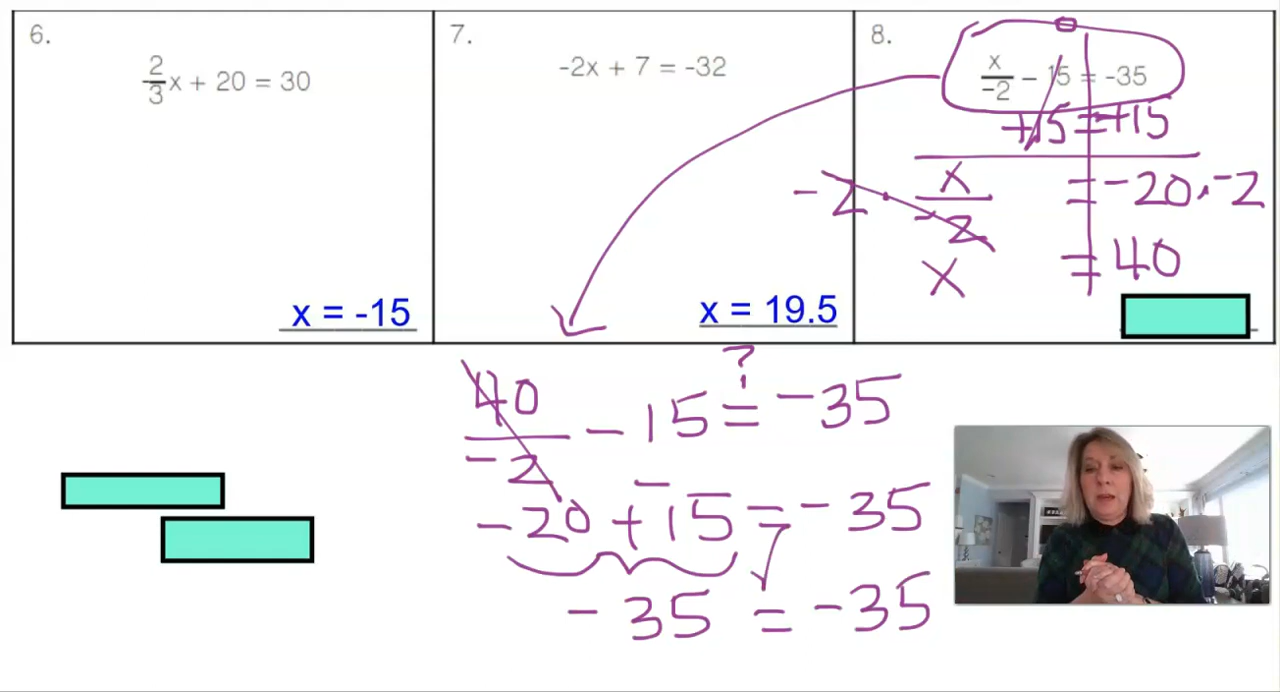 6.
-2/3x + 20 = 30
x = -15
7.
-2x + 7 = -32
x = 19.5
8.
x/-2 - 15 = -35
+15 = +15
-2 · x/-2 = -20 · -2
x = 40
?
40/-2 - 15 = -35
-20 + -15 = -35
-35 = -35